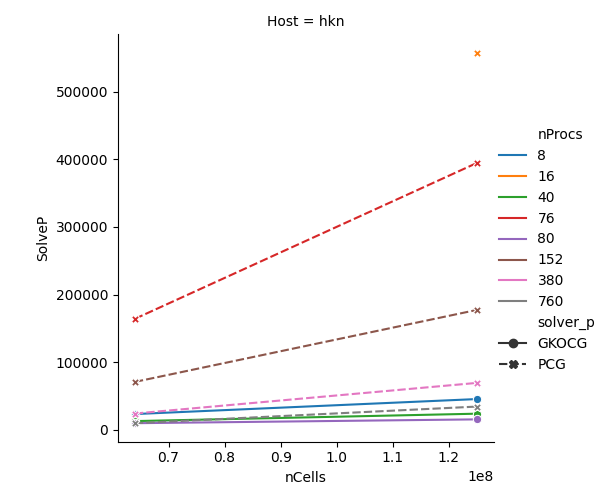 Host = hkn
SolveP
500000
400000
300000
200000
100000
0
0.7 0.8 0.9 1.0 1.1 1.2
1e8
nCells
nProcs
8
16
40
76
80
152
380
760
solver_p
GKOCG
PCG